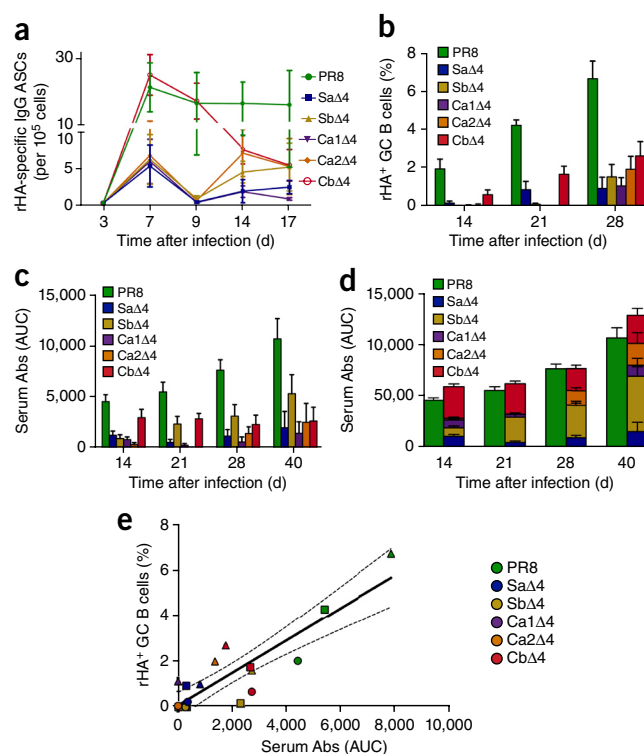 a
rHA-specific IgG ASCs
(per 10⁵ cells)
30
10
10
5
0
3 7 9 14 17
Time after infection (d)
PR8
SaΔ4
SbΔ4
Ca1Δ4
Ca2Δ4
CbΔ4
b
rHA⁺ GC B cells (%)
8
6
4
2
0
PR8
SaΔ4
SbΔ4
Ca1Δ4
Ca2Δ4
CbΔ4
14 21 28
Time after infection (d)
c
Serum Abs (AUC)
15,000
10,000
5,000
0
PR8
SaΔ4
SbΔ4
Ca1Δ4
Ca2Δ4
CbΔ4
14 21 28 40
Time after infection (d)
d
Serum Abs (AUC)
15,000
10,000
50,00
0
PR8
SaΔ4
SbΔ4
Ca1Δ4
Ca2Δ4
CbΔ4
14 21 28 40
Time after infection (d)
e
rHA⁺ GC B cells (%)
8
6
4
2
0
0 2,000 4,000 6,000 8,000 10,000
Serum Abs (AUC)
PR8
SaΔ4
SbΔ4
Ca1Δ4
Ca2Δ4
CbΔ4